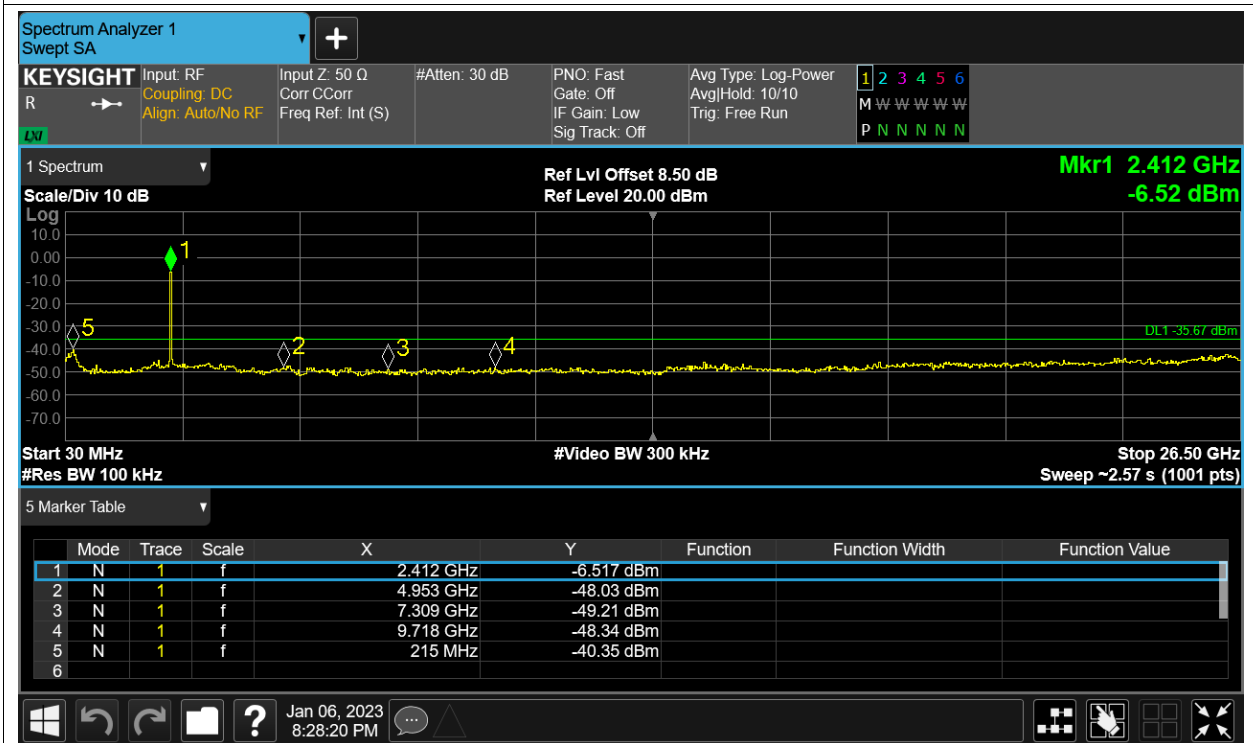 Spectrum Analyzer 1
Swept SA
+
KEYSIGHT Input: RF Input Z: 50 Ω #Atten: 30 dB PNO: Fast Avg Type: Log-Power 1 2 3 4 5 6
R Coupling: DC Corr CCorr Gate: Off Avg|Hold: 10/10 M W W W W W
Align: Auto/No RF Freq Ref: Int (S) IF Gain: Low Trig: Free Run
LXI Sig Track: Off P N N N N N
1 Spectrum Ref Lvl Offset 8.50 dB Mkr1 2.412 GHz
Scale/Div 10 dB Ref Level 20.00 dBm -6.52 dBm
Log
10.0
1
0.00
-10.0
-20.0
-30.0 5 DL1 -35.67 dBm
-40.0 2 3 4
-50.0
-60.0
-70.0
Start 30 MHz #Video BW 300 kHz Stop 26.50 GHz
#Res BW 100 kHz Sweep ~2.57 s (1001 pts)
5 Marker Table
Mode Trace Scale X Y Function Function Width Function Value
1 N 1 f 2.412 GHz -6.517 dBm
2 N 1 f 4.953 GHz -48.03 dBm
3 N 1 f 7.309 GHz -49.21 dBm
4 N 1 f 9.718 GHz -48.34 dBm
5 N 1 f 215 MHz -40.35 dBm
6
? Jan 06, 2023
8:28:20 PM